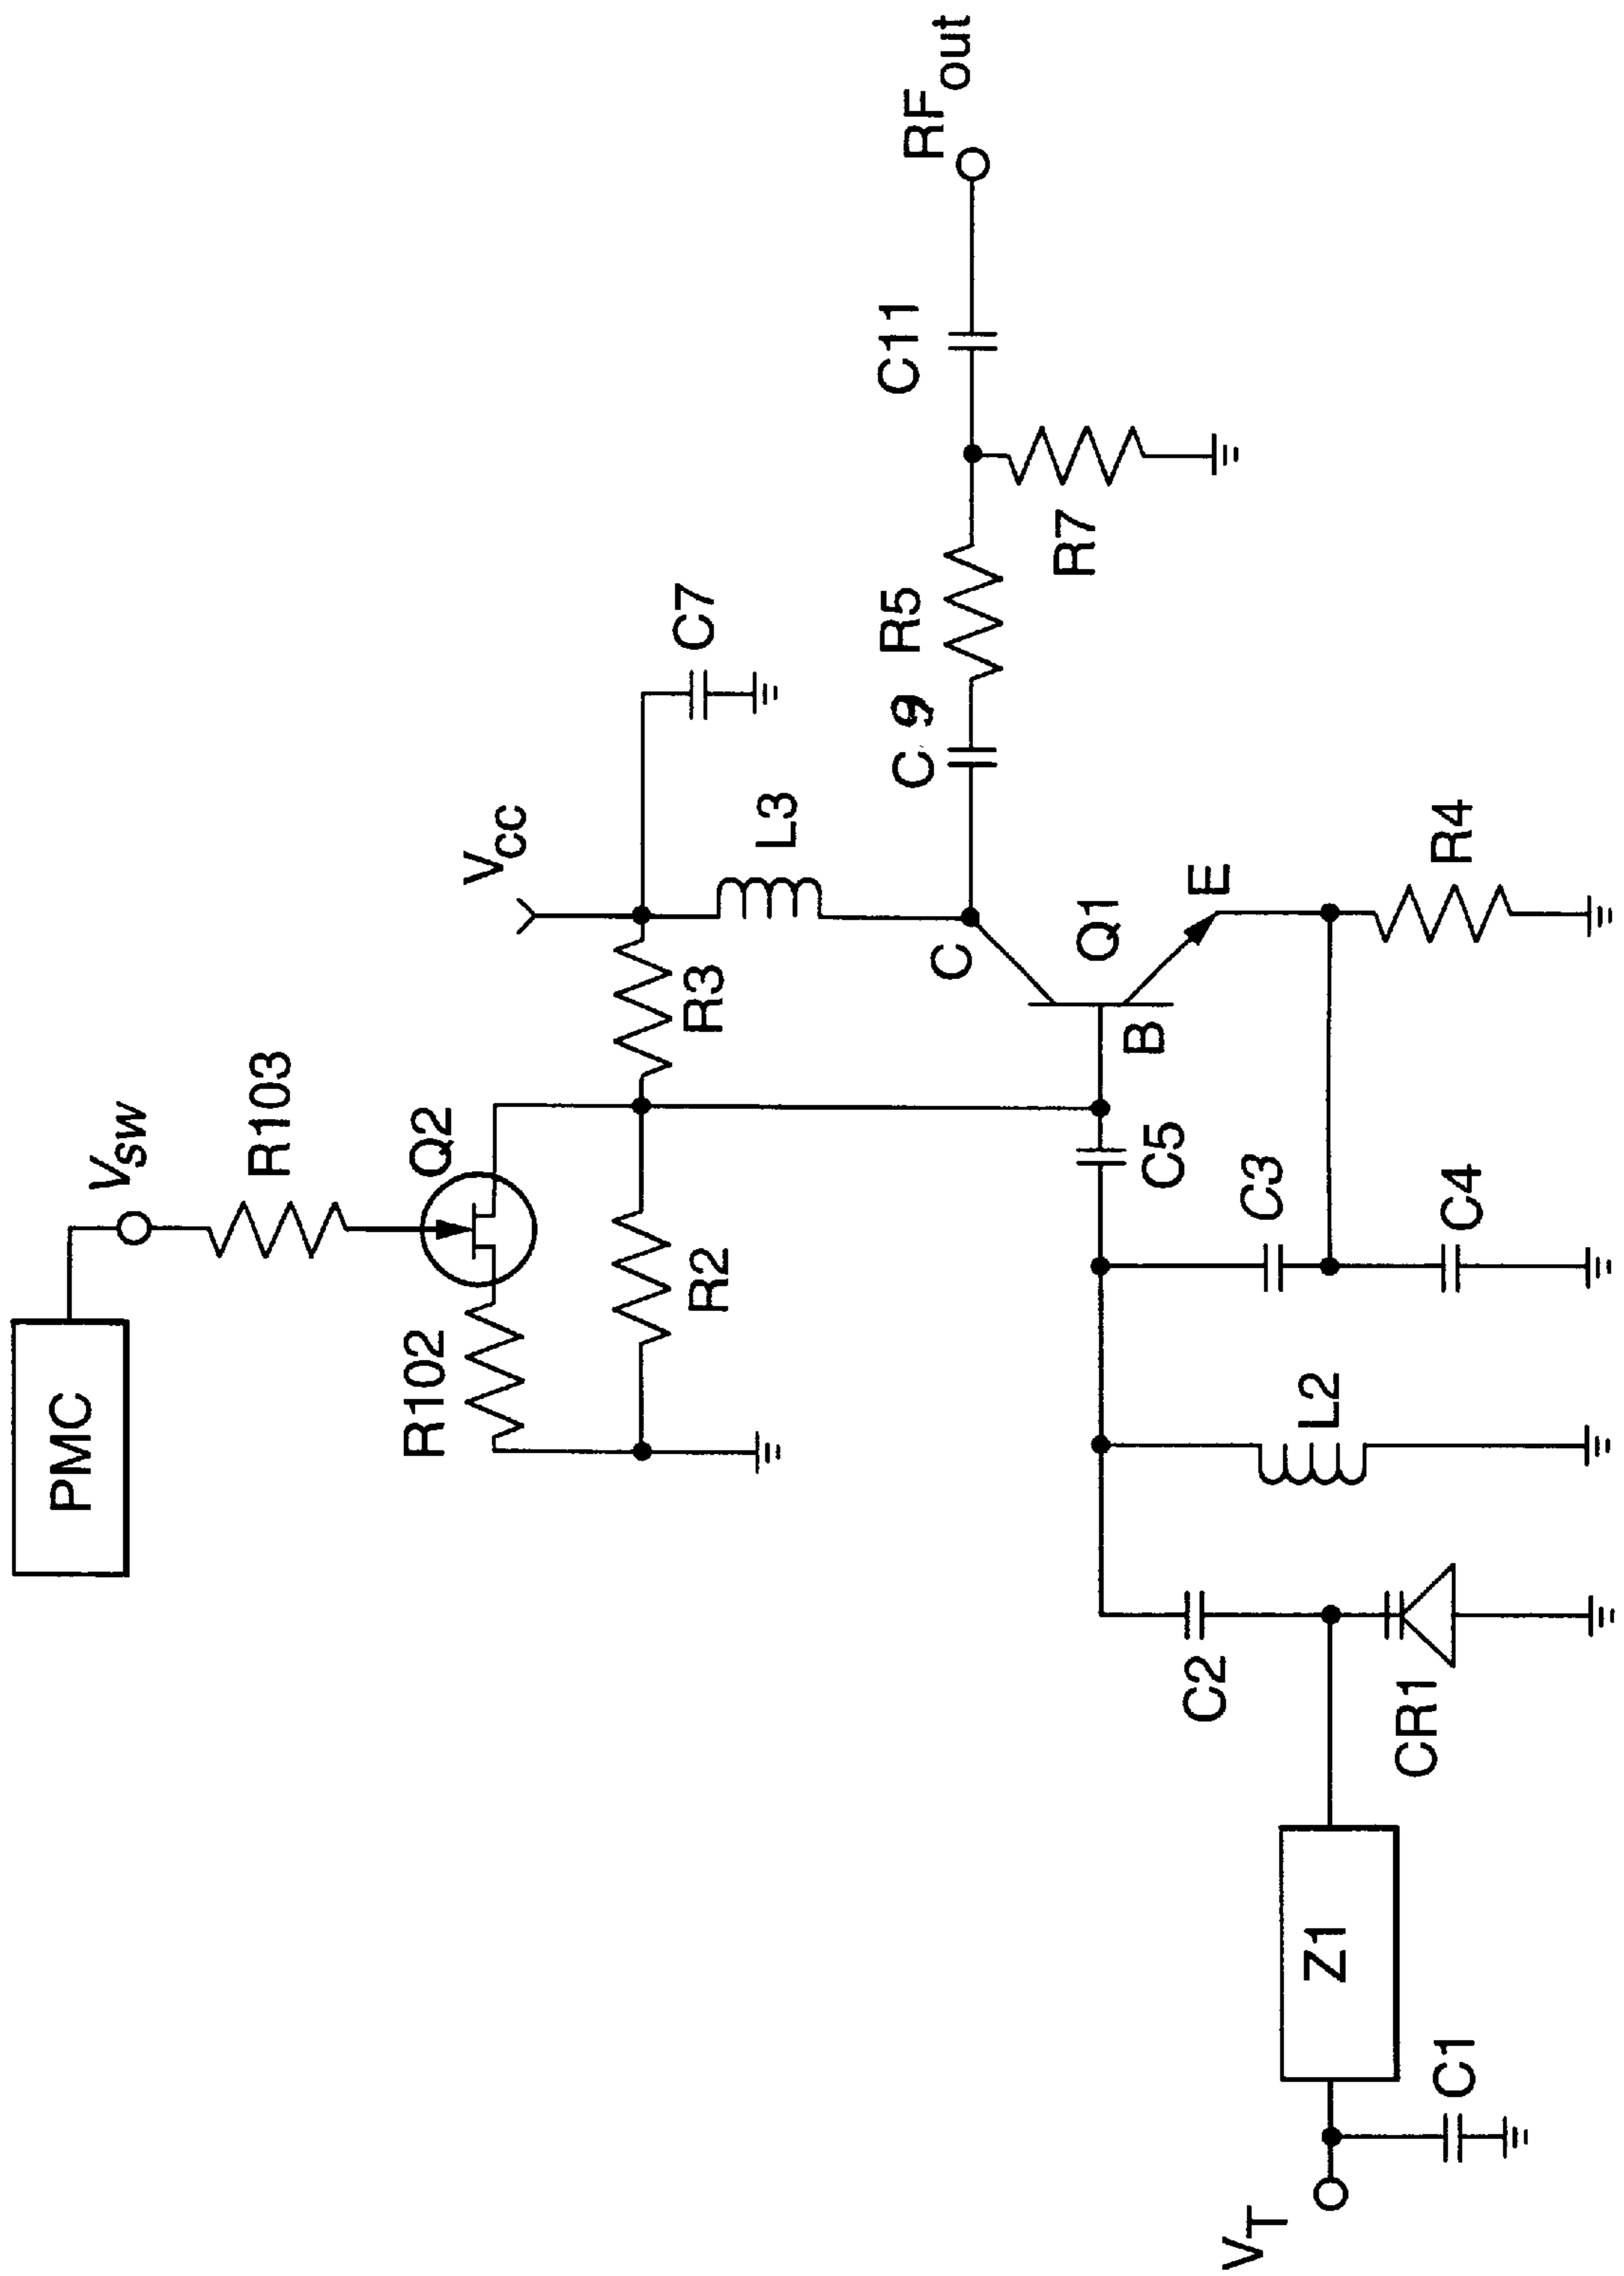 PMC
V_SW
R103
Q2
R102
R2
R3
V_CC
L3
C7
C
B
E
Q1
C 9
R5
R7
C11
RF_out
C5
C3
C4
R4
L2
C2
CR1
Z1
C1
V_T